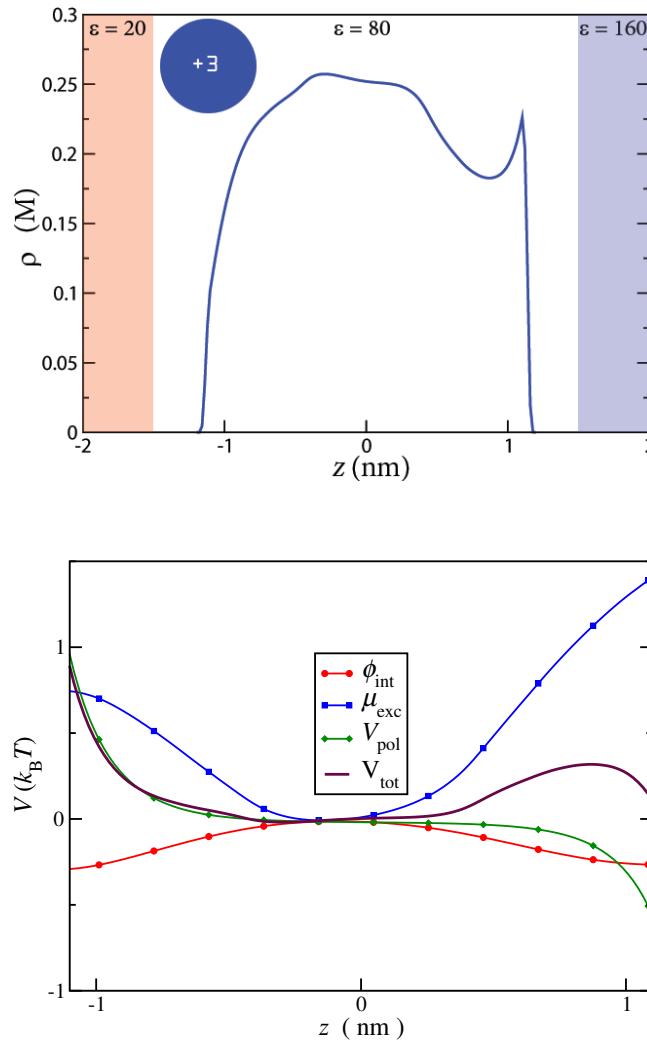 0.3
ε = 20
ε = 80
ε = 160
+3
0.25
0.2
0.15
ρ (M)
0.1
0.05
0
-2
-1
0
1
2
z (nm)
1
ϕint
μexc
Vpol
Vtot
V (kBT)
0
-1
-1
0
1
z ( nm )